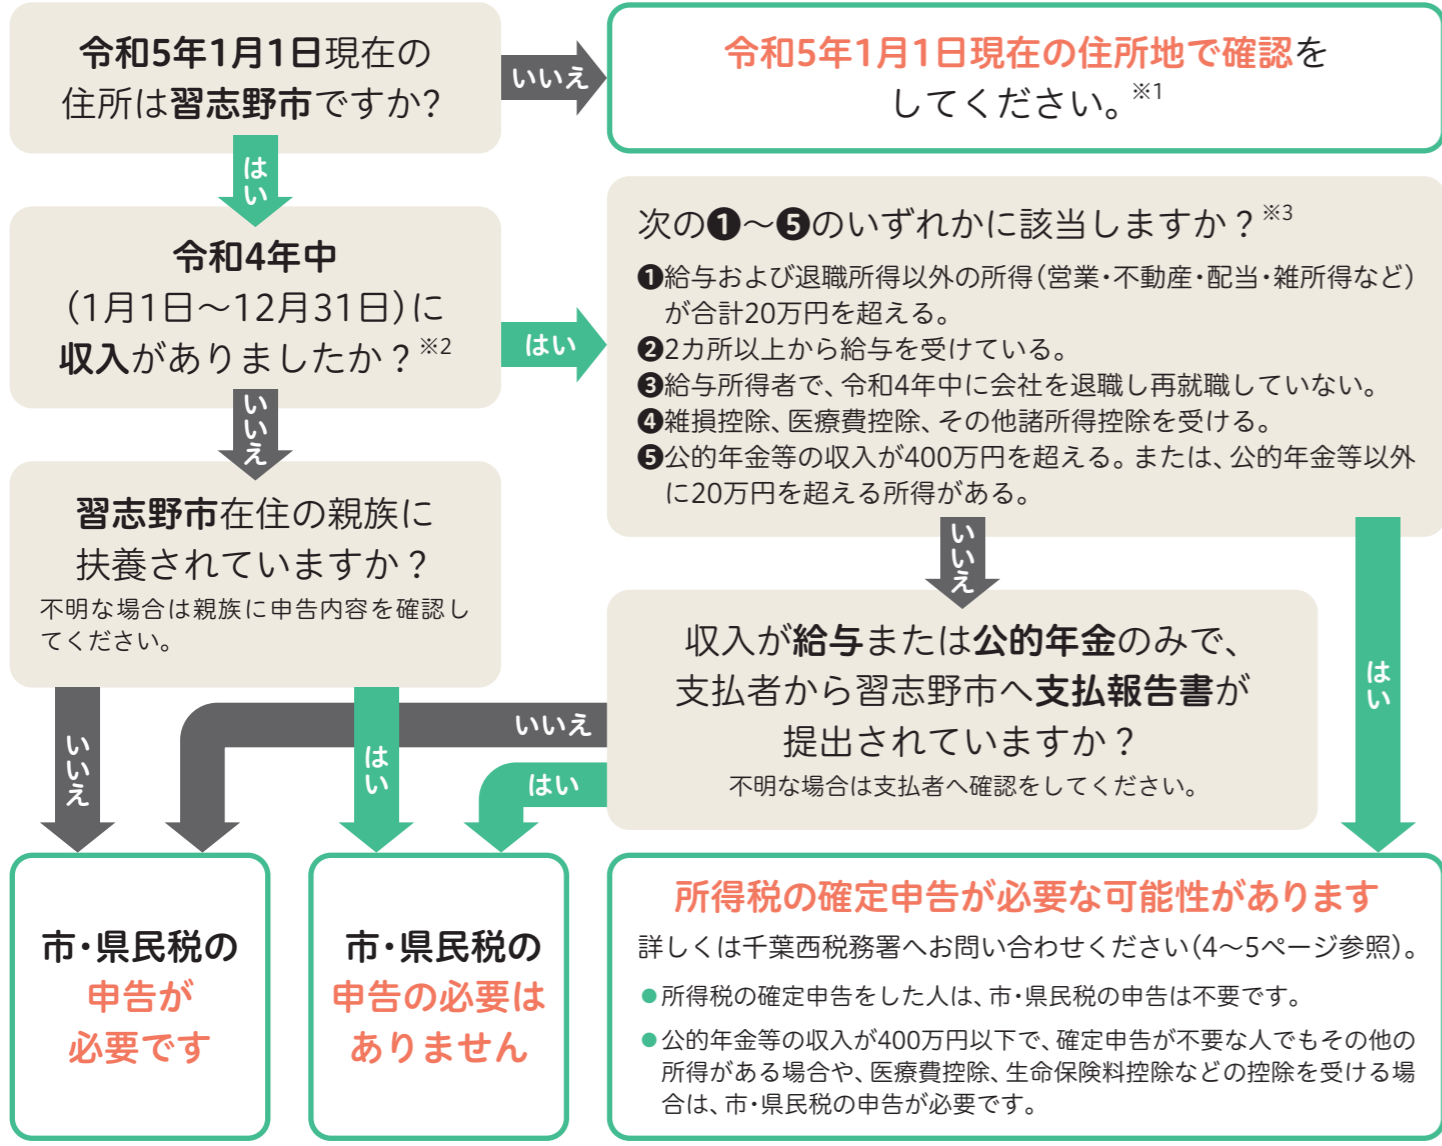 令和5年1月1日現在の
住所は習志野市ですか?
いいえ
令和5年1月1日現在の住所地で確認を
してください。※1
はい
令和4年中
(1月1日～12月31日)に
収入がありましたか?※2
はい
次の❶～❺のいずれかに該当しますか?※3
❶給与および退職所得以外の所得(営業・不動産・配当・雑所得など)
が合計20万円を超える。
❷2カ所以上から給与を受けている。
❸給与所得者で、令和4年中に会社を退職し再就職していない。
❹雑損控除、医療費控除、その他諸所得控除を受ける。
❺公的年金等の収入が400万円を超える。または、公的年金等以外
に20万円を超える所得がある。
いいえ
習志野市在住の親族に
扶養されていますか?
不明な場合は親族に申告内容を確認し
てください。
いいえ
はい
収入が給与または公的年金のみで、
支払者から習志野市へ支払報告書が
提出されていますか?
不明な場合は支払者へ確認をしてください。
いいえ
はい
いいえ
はい
市・県民税の
申告が
必要です
市・県民税の
申告の必要は
ありません
所得税の確定申告が必要な可能性があります
詳しくは千葉西税務署へお問い合わせください(4～5ページ参照)。
●所得税の確定申告をした人は、市・県民税の申告は不要です。
●公的年金等の収入が400万円以下で、確定申告が不要な人でもその他の
所得がある場合や、医療費控除、生命保険料控除などの控除を受ける場
合は、市・県民税の申告が必要です。